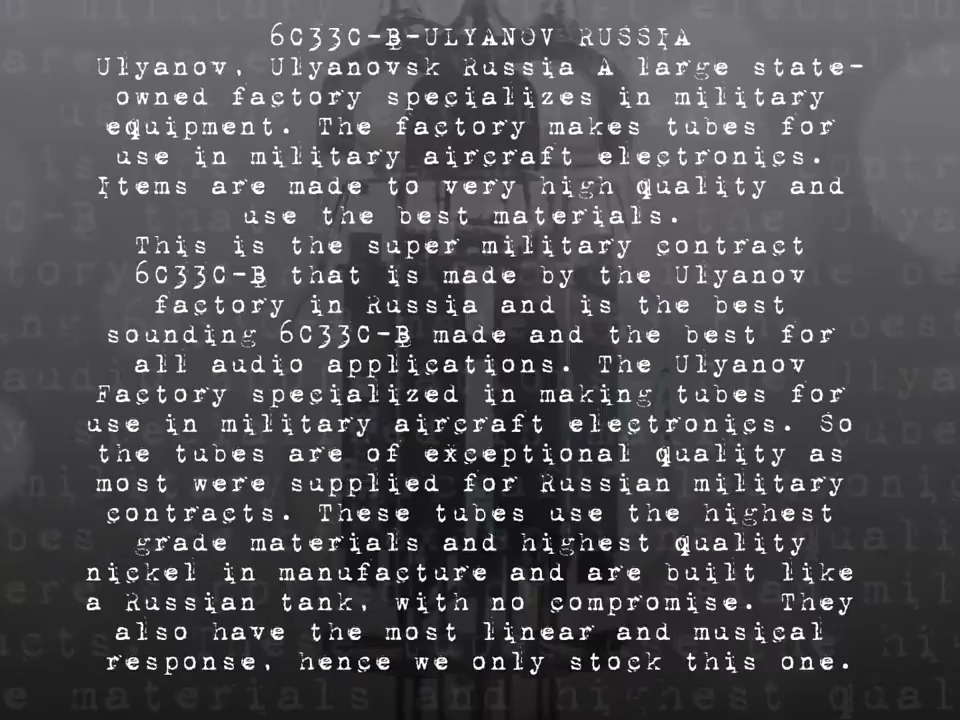 6C33C-B-ULYANOV RUSSIA
Ulyanov, Ulyanovsk Russia A large state-
owned factory specializes in military
equipment. The factory makes tubes for
use in military aircraft electronics.
Items are made to very high quality and
use the best materials.
This is the super military contract
6C33C-B that is made by the Ulyanov
factory in Russia and is the best
sounding 6C33C-B made and the best for
all audio applications. The Ulyanov
Factory specialized in making tubes for
use in military aircraft electronics. So
the tubes are of exceptional quality as
most were supplied for Russian military
contracts. These tubes use the highest
grade materials and highest quality
nickel in manufacture and are built like
a Russian tank, with no compromise. They
also have the most linear and musical
response, hence we only stock this one.